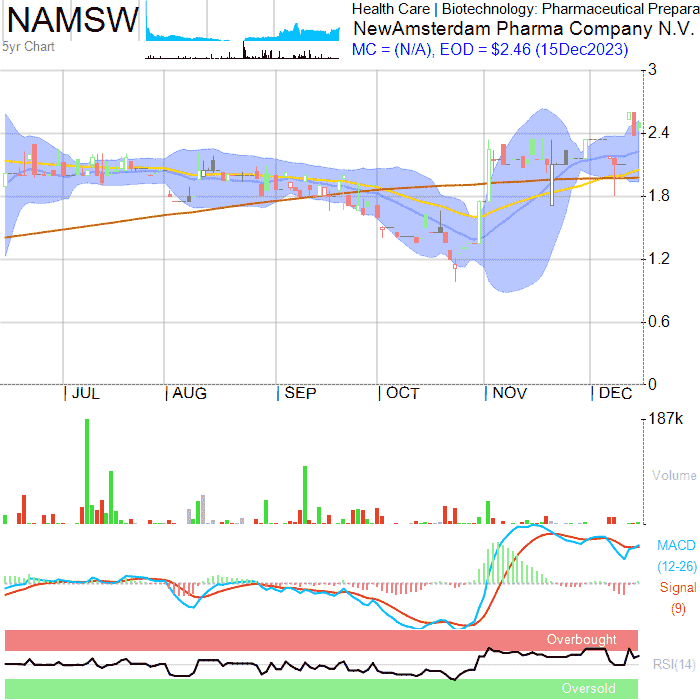 NAMSW
5yr Chart
Health Care | Biotechnology: Pharmaceutical Prepara
NewAmsterdam Pharma Company N.V.
MC = (N/A), EOD = $2.46 (15Dec2023)
3
2.4
1.8
1.2
0.6
0
JUL AUG SEP OCT NOV DEC
187k
Volume
MACD
(12-26)
Signal
(9)
Overbought
RSI(14)
Oversold